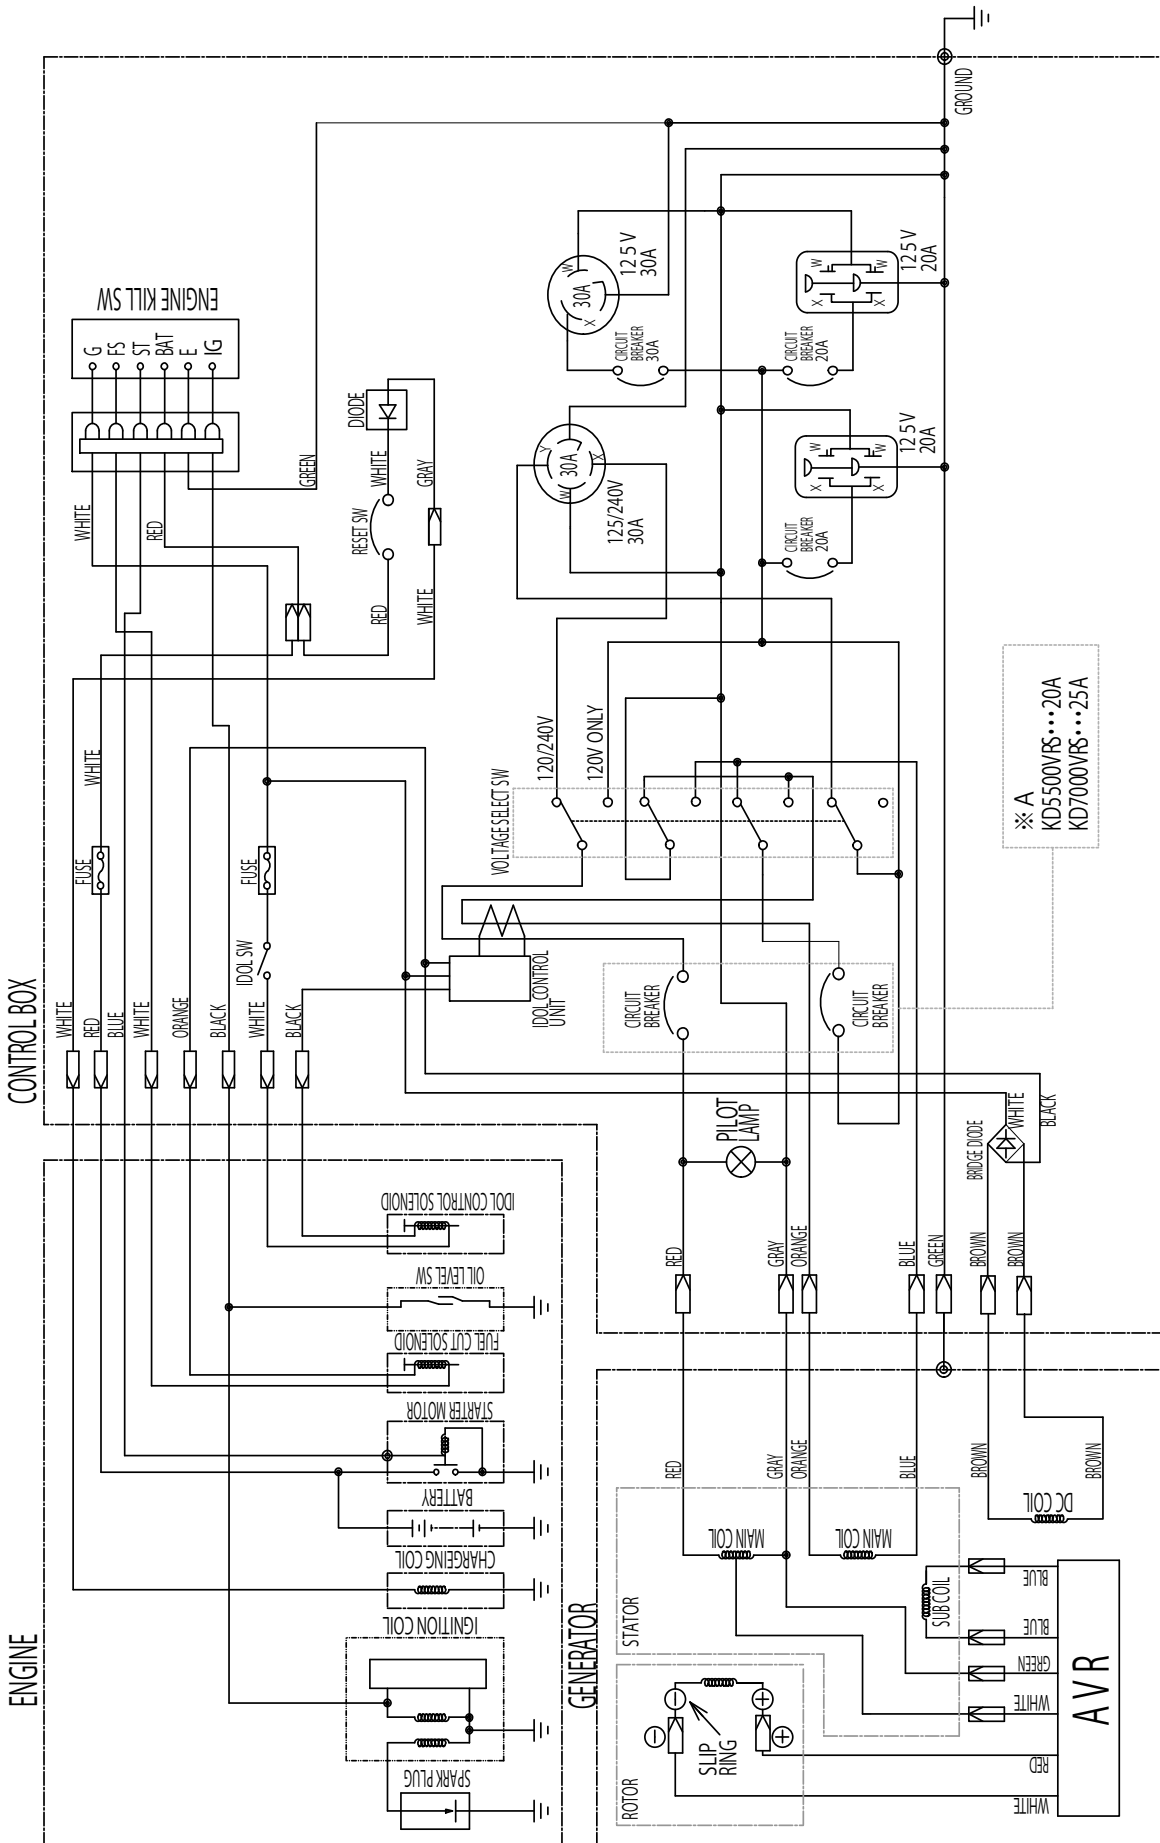 GROUND
ENGINE KILL SW
G
FS
ST
BAT
E
IG
W
30A
X
12 5 V
30A
W
W
X
X
12 5 V
20A
CIRCUIT
BREAKER
30A
CIRCUIT
BREAKER
20A
DIODE
WHITE
GRAY
GREEN
WHITE
RED
RESET SW
RED
WHITE
Y
30A
X
W
125/240V
30A
W
W
X
X
12 5 V
20A
CIRCUIT
BREAKER
20A
※ A
KD5500VRS•••20A
KD7000VRS•••25A
WHITE
120/240V
120V ONLY
VOLTAGE SELECT SW
FUSE
FUSE
IDOL SW
IDOL CONTROL
UNIT
CONTROL BOX
WHITE
RED
BLUE
WHITE
ORANGE
BLACK
WHITE
BLACK
CIRCUIT
BREAKER
CIRCUIT
BREAKER
PILOT
LAMP
BRIDGE DIODE
WHITE
BLACK
RED
GRAY
ORANGE
BLUE
GREEN
BROWN
BROWN
IDOL CONTROL SOLENOID
OIL LEVEL SW
FUEL CUT SOLENOID
STARTER MOTOR
BATTERY
CHARGEING COIL
IGNITION COIL
SPARK PLUG
ENGINE
RED
GRAY
ORANGE
BLUE
BROWN
BROWN
DC COIL
MAIN COIL
MAIN COIL
SUB COIL
STATOR
GENERATOR
BLUE
BLUE
GREEN
WHITE
RED
WHITE
AVR
SLIP
RING
ROTOR